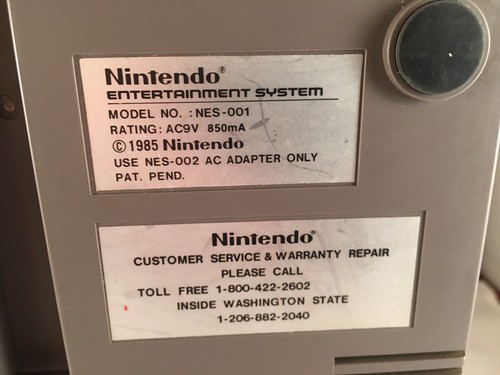 Nintendo®
ENTERTAINMENT SYSTEM
MODEL NO. : NES-001
RATING: AC9V 850mA
© 1985 Nintendo
USE NES-002 AC ADAPTER ONLY
PAT. PEND.
Nintendo®
CUSTOMER SERVICE & WARRANTY REPAIR
PLEASE CALL
TOLL FREE 1-800-422-2602
INSIDE WASHINGTON STATE
1-206-882-2040